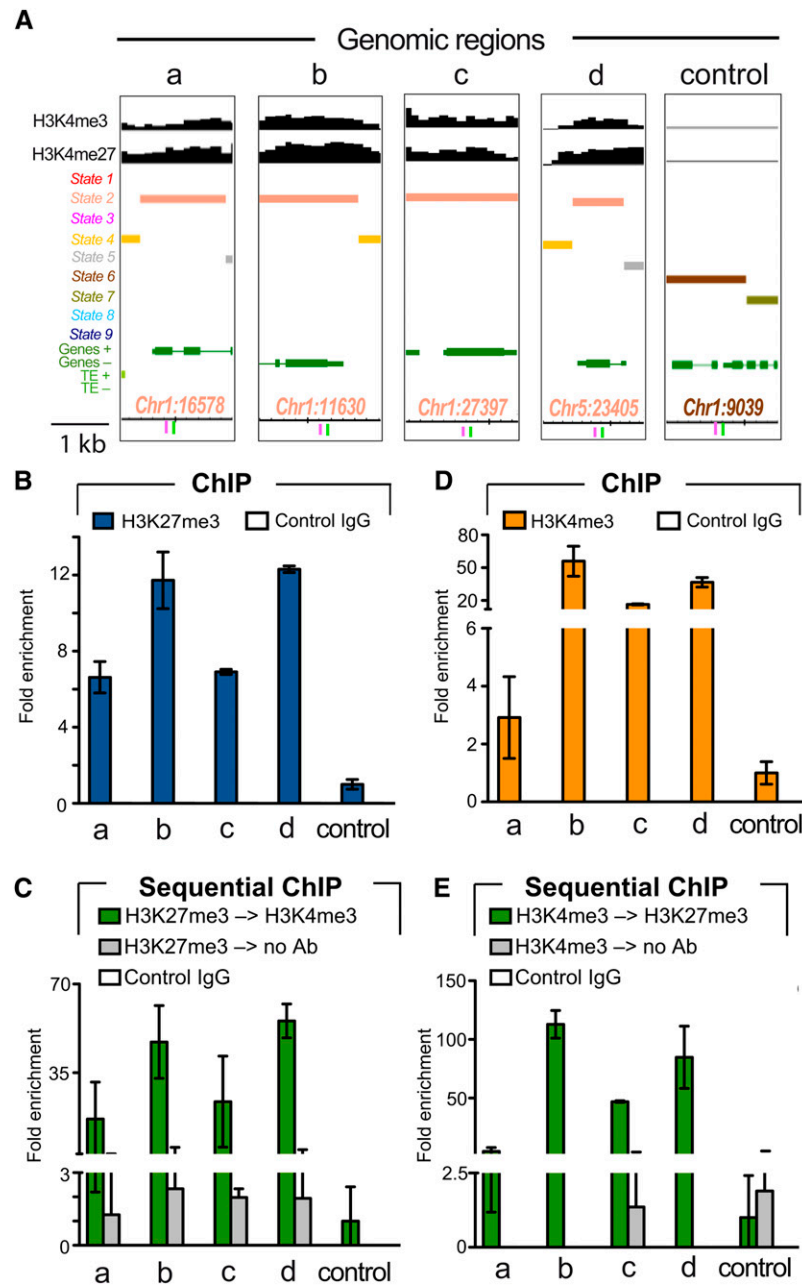 A
Genomic regions
a b c d control
H3K4me3
H3K4me27
State 1
State 2
State 3
State 4
State 5
State 6
State 7
State 8
State 9
Genes +
Genes –
TE +
TE –
Chr1:16578 Chr1:11630 Chr1:27397 Chr5:23405 Chr1:9039
1 kb
B
ChIP
H3K27me3 Control IgG
Fold enrichment
12
8
4
0
a b c d control
D
ChIP
H3K4me3 Control IgG
Fold enrichment
80
50
20
6
4
2
0
a b c d control
C
Sequential ChIP
H3K27me3 –> H3K4me3
H3K27me3 –> no Ab
Control IgG
Fold enrichment
70
35
3
0
a b c d control
E
Sequential ChIP
H3K4me3 –> H3K27me3
H3K4me3 –> no Ab
Control IgG
Fold enrichment
150
100
50
2.5
0
a b c d control